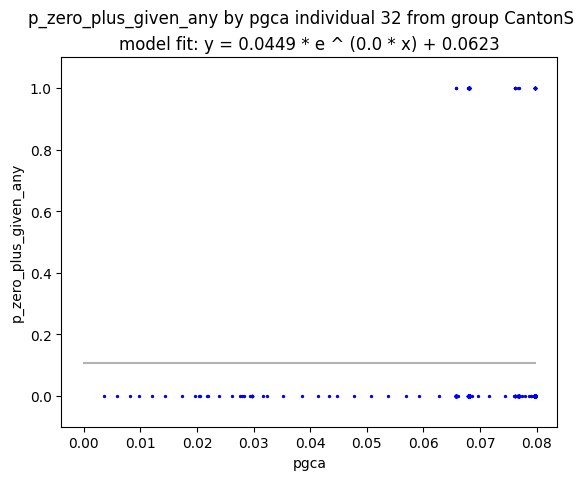 p_zero_plus_given_any by pgca individual 32 from group CantonS
model fit: y = 0.0449 * e ^ (0.0 * x) + 0.0623
1.0
0.8
0.6
0.4
0.2
0.0
p_zero_plus_given_any
0.00 0.01 0.02 0.03 0.04 0.05 0.06 0.07 0.08
pgca